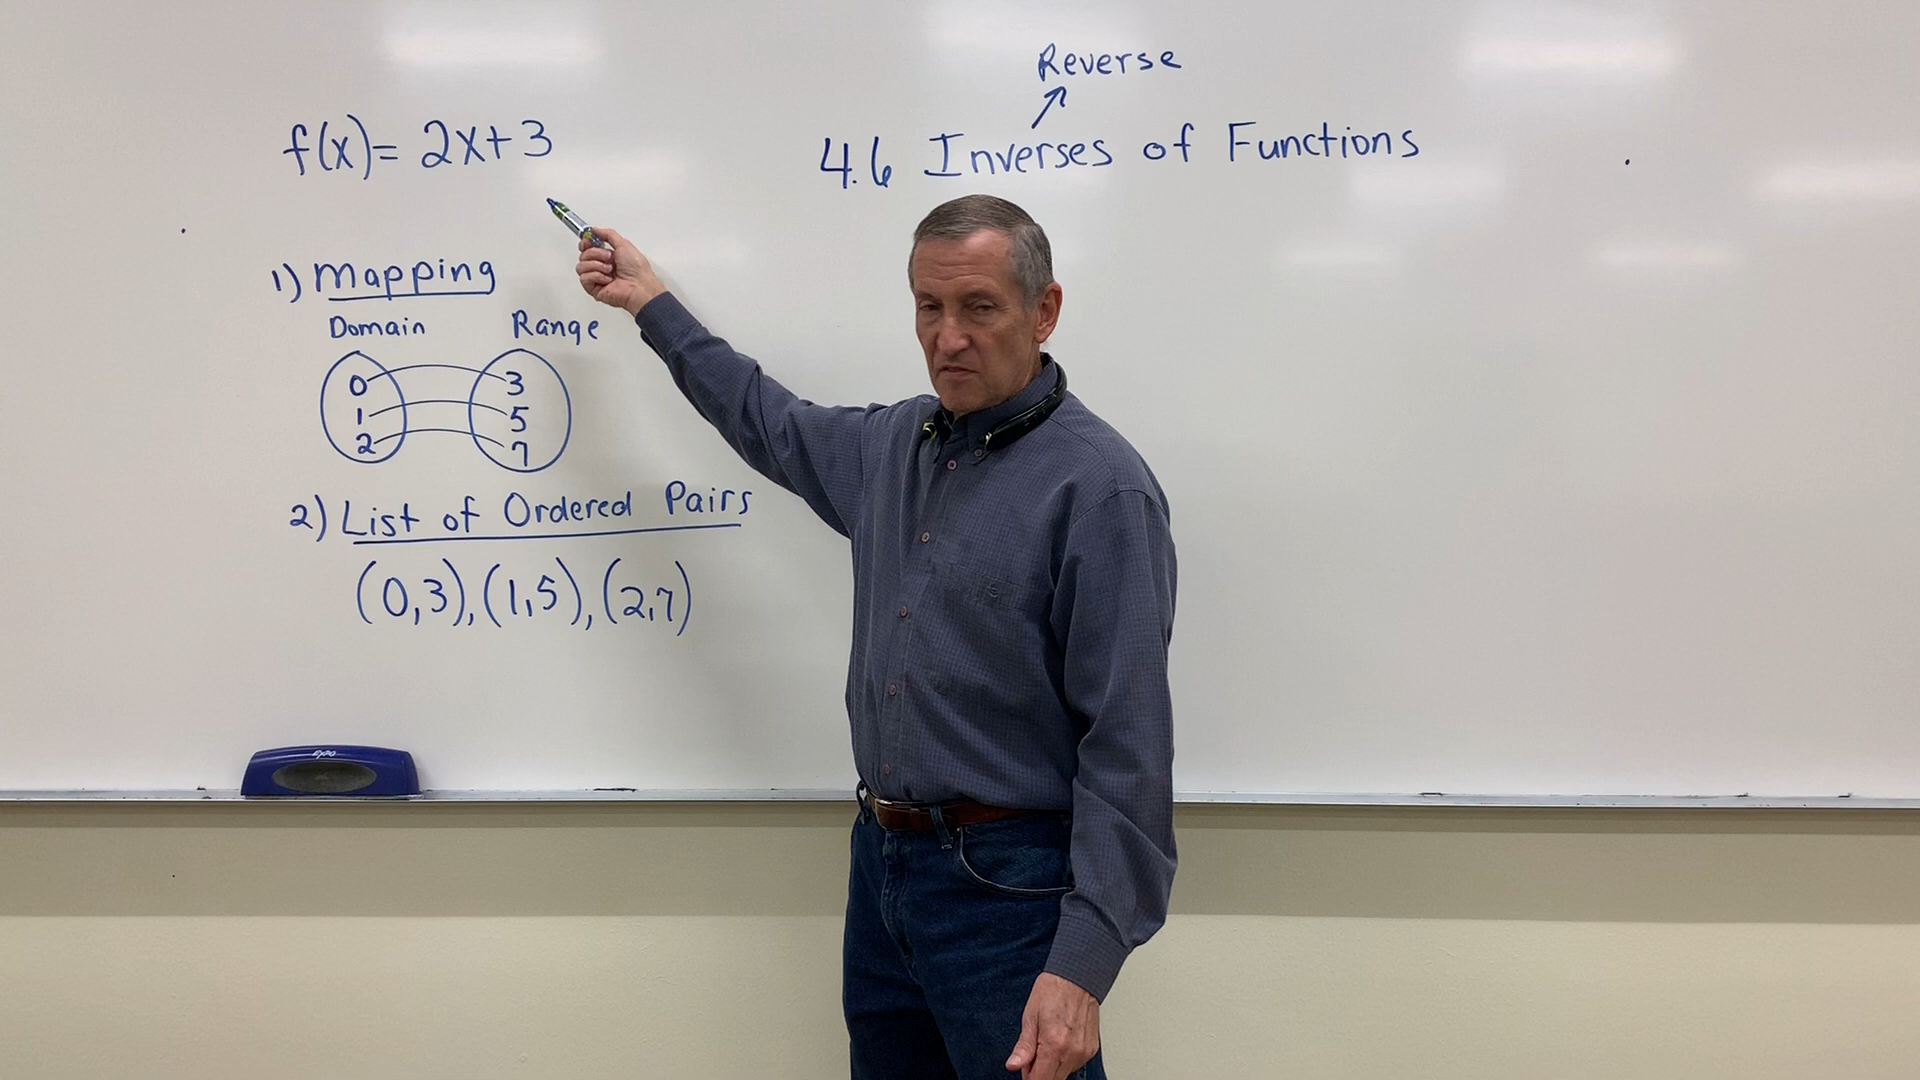 Reverse
f(x)= 2x+3
4.6 Inverses of Functions
1) Mapping
Domain Range
0 3
1 5
2 7
2) List of Ordered Pairs
(0,3),(1,5),(2,7)
EXPO